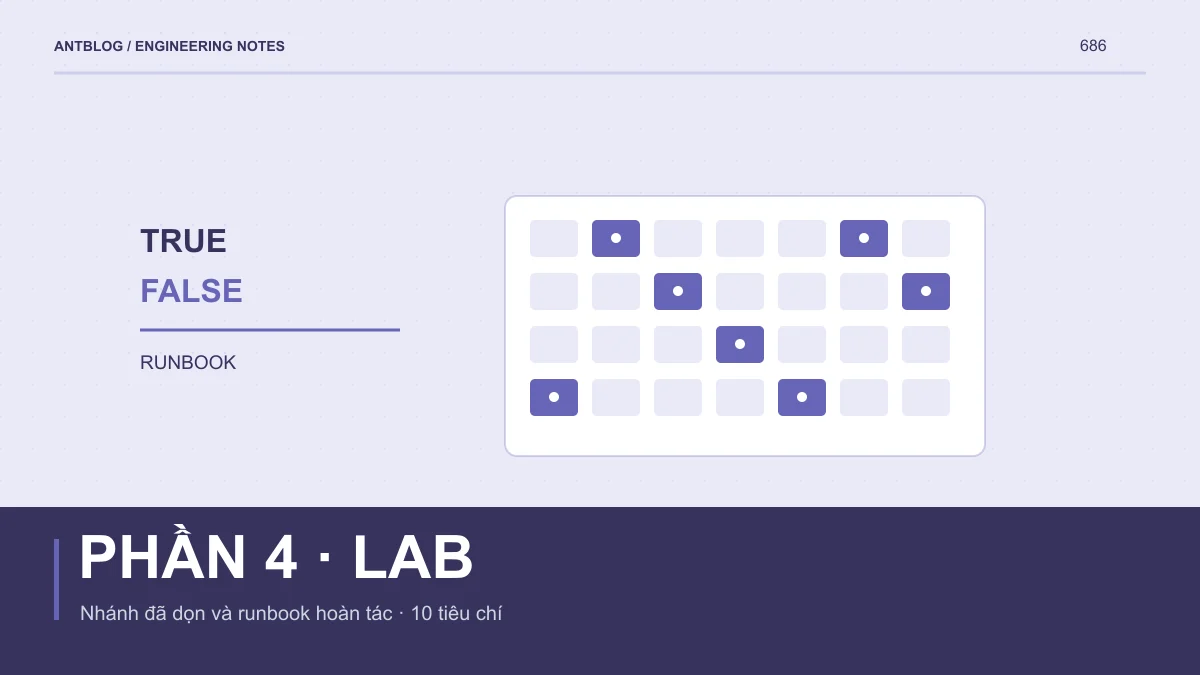 ANTBLOG / ENGINEERING NOTES
686
TRUE
FALSE
RUNBOOK
PHẦN 4 · LAB
Nhánh đã dọn và runbook hoàn tác · 10 tiêu chí